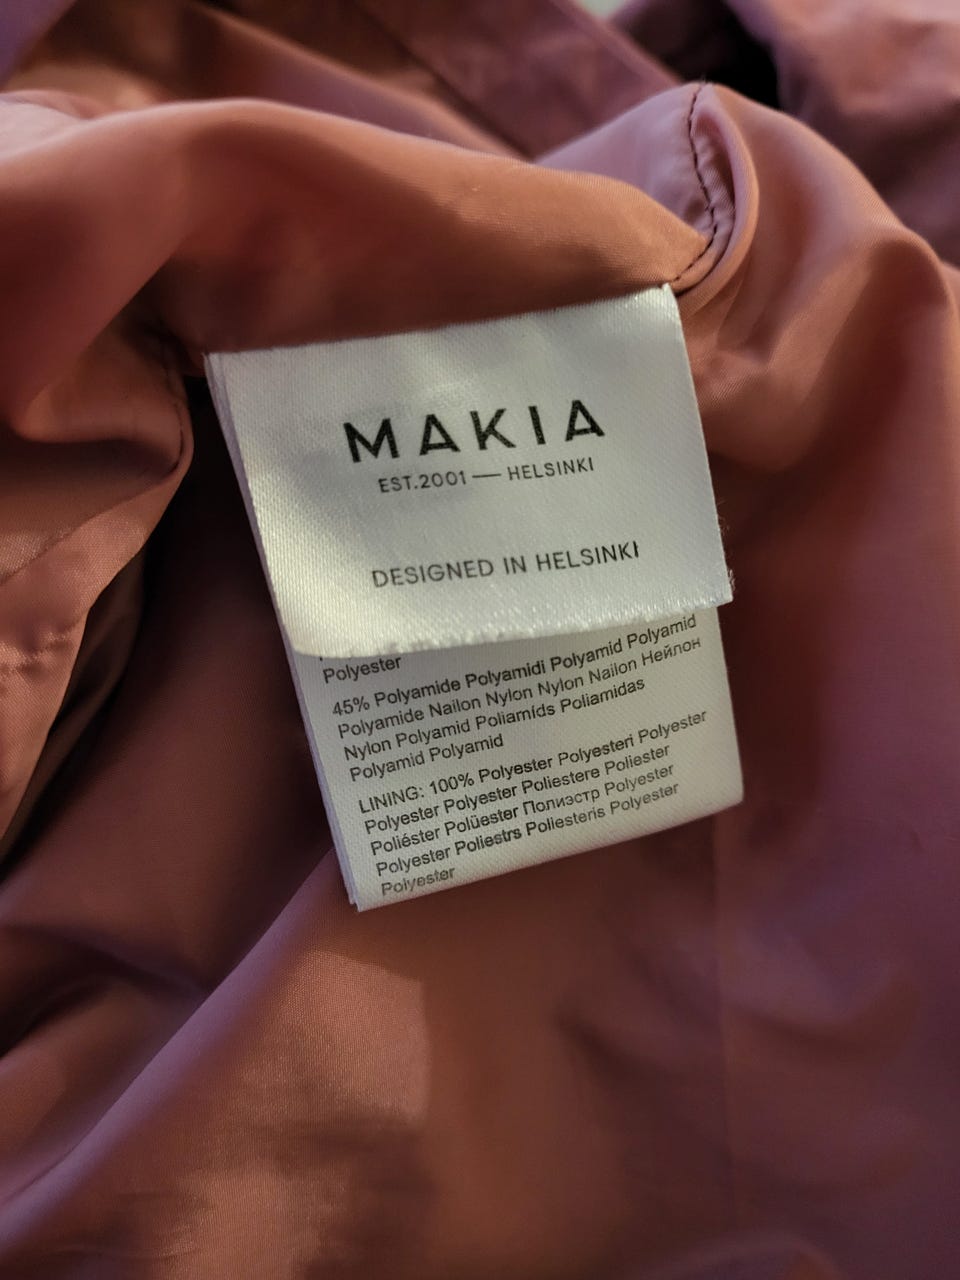 MAKIA
EST.2001 — HELSINKI
DESIGNED IN HELSINKI
Polyester
45% Polyamide Polyamidi Polyamid Polyamid
Polyamide Nailon Nylon Nylon Nailon Нейлон
Nylon Polyamid Poliamīds Poliamidas
Polyamid Polyamid
LINING: 100% Polyester Polyesteri Polyester
Polyester Polyester Poliestere Poliester
Poliéster Polüester Полиэстр Polyester
Polyester Poliestrs Poliesteris Polyester
Polyester